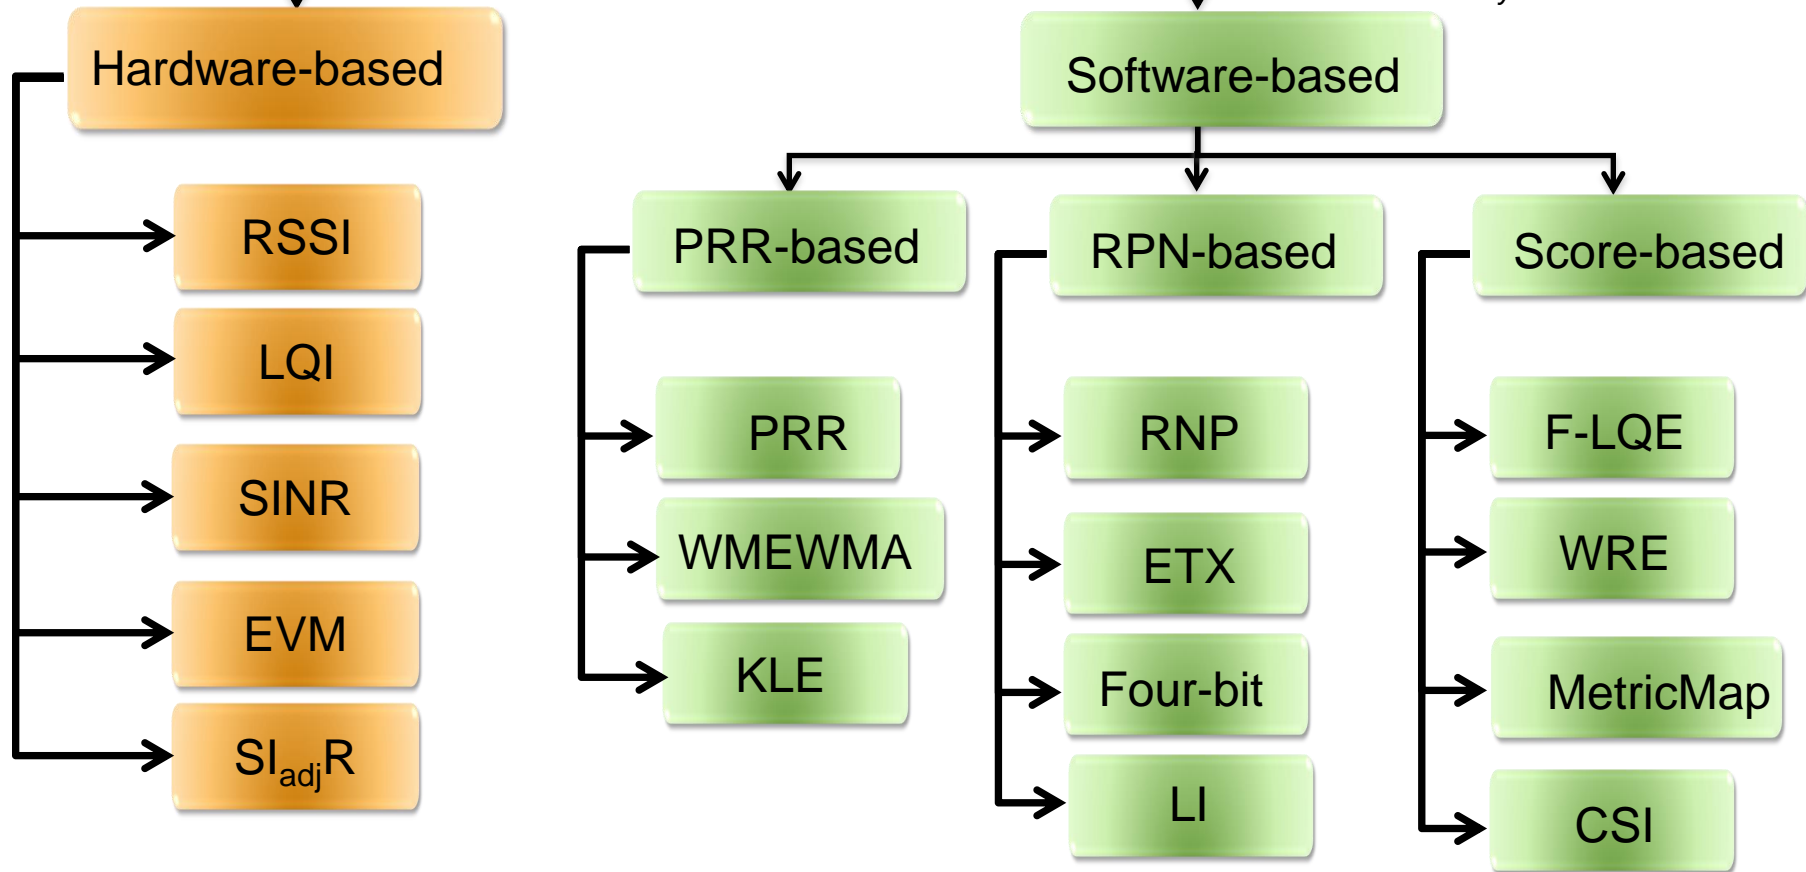 Hardware-based
Software-based
RSSI
LQI
SINR
EVM
SIadjR
PRR-based
PRR
WMEWMA
KLE
RPN-based
RNP
ETX
Four-bit
LI
Score-based
F-LQE
WRE
MetricMap
CSI